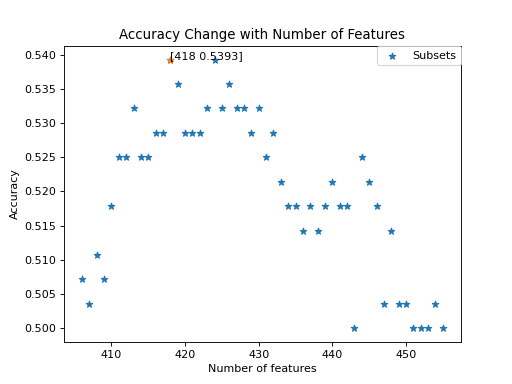 Accuracy Change with Number of Features
[418 0.5393]
Subsets
0.540
0.535
0.530
0.525
0.520
0.515
0.510
0.505
0.500
Accuracy
410 420 430 440 450
Number of features